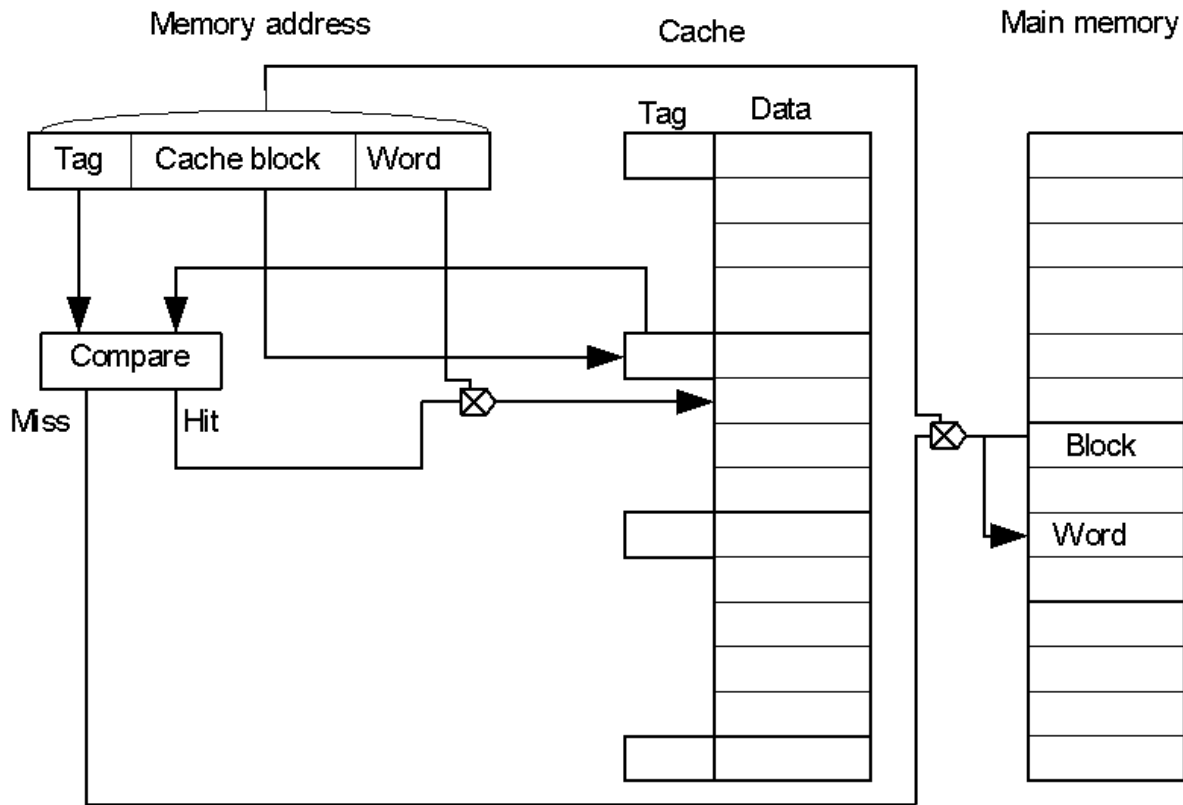 Memory address
Cache
Main memory
Tag
Data
Tag
Cache block
Word
Compare
Miss
Hit
Block
Word